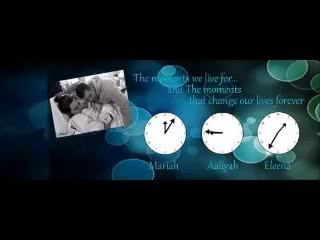 The moments we live for...
and The moments
that change our lives forever
Mariah Aaliyah Eleena